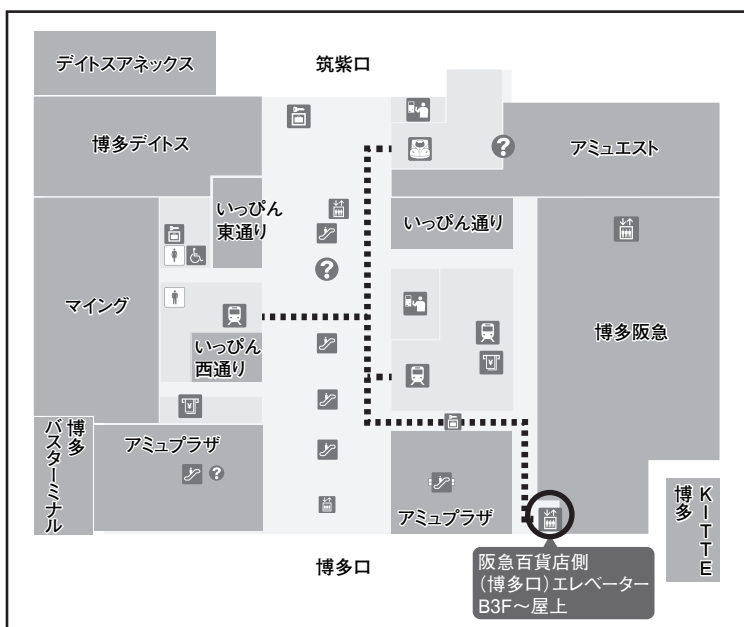 デイトスアネックス
筑紫口
博多デイトス
アミュエスト
?
いっぴん
東通り
いっぴん通り
?
マイング
博多阪急
いっぴん
西通り
博多
バスターミナル
アミュプラザ
?
アミュプラザ
KITTE
博多
博多口
阪急百貨店側
(博多口)エレベーター
B3F～屋上